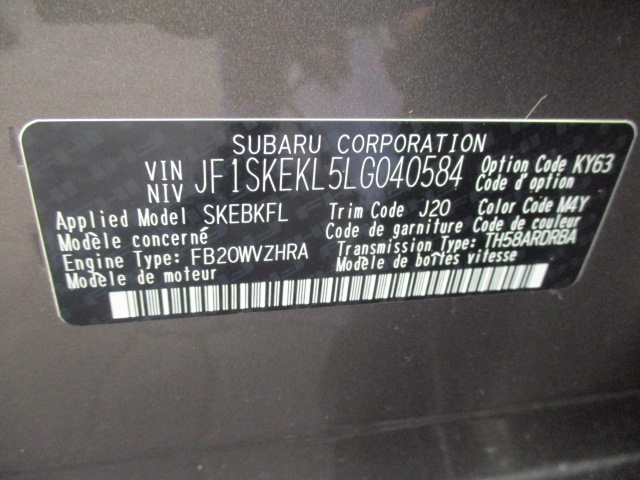 SUBARU CORPORATION
VIN NIV JF1SKEKL5LG040584 Option Code KY63
Code d'option
Applied Model SKEBKFL Trim Code J20 Color Code M4Y
Modèle concerné Code de garniture Code de couleur
Engine Type: FB20WVZHRA Transmission Type: TH58ARDRBA
Modèle de moteur Modèle de boîtes vitesse